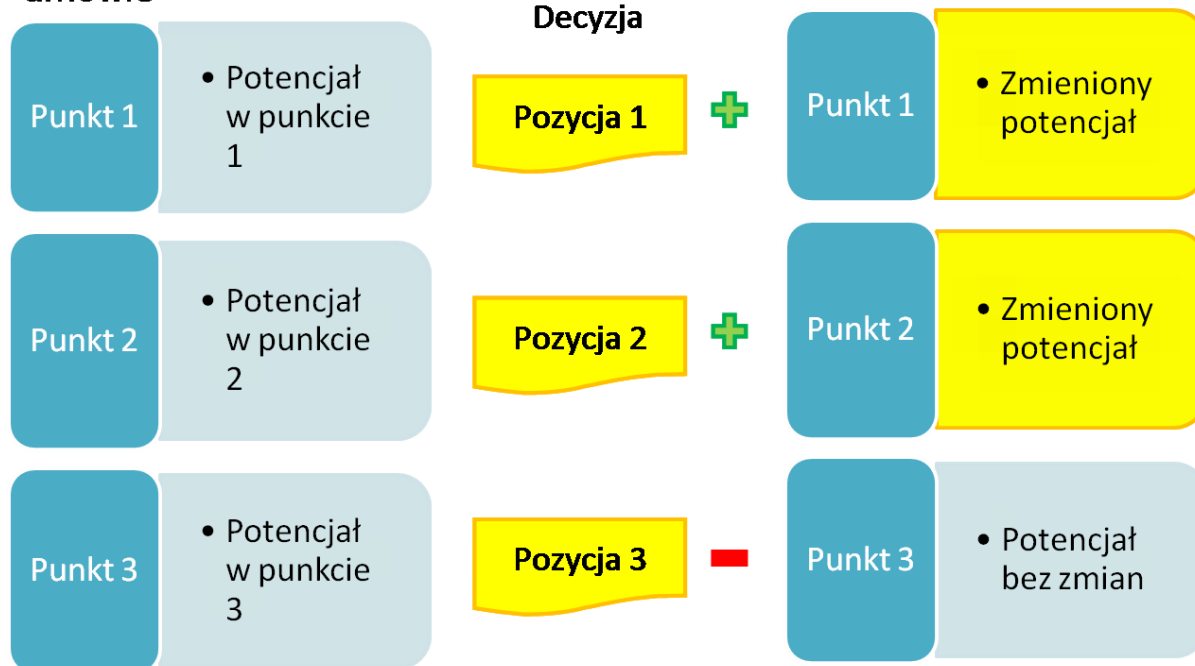 Decyzja
Punkt 1
• Potencjał
w punkcie
1
Pozycja 1
Punkt 1
• Zmieniony
potencjał
Punkt 2
• Potencjał
w punkcie
2
Pozycja 2
Punkt 2
• Zmieniony
potencjał
Punkt 3
• Potencjał
w punkcie
3
Pozycja 3
Punkt 3
• Potencjał
bez zmian